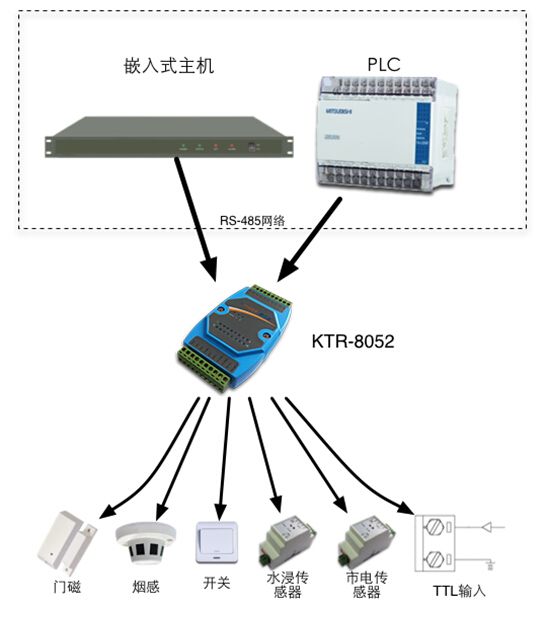 嵌入式主机
PLC
MITSUBISHI
RS-485网络
KTR-8052
门磁
烟感
开关
水浸传
感器
市电传
感器
TTL输入